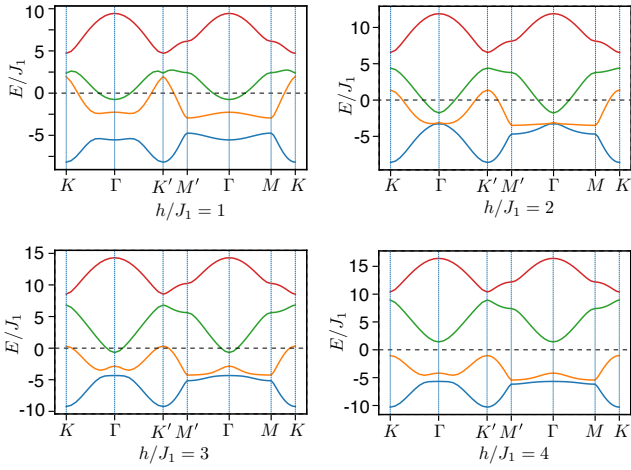 10
5
0
-5
E/J₁
K Γ K′ M′ Γ M K
h/J₁ = 1
10
5
0
-5
E/J₁
K Γ K′ M′ Γ M K
h/J₁ = 2
15
10
5
0
-5
-10
E/J₁
K Γ K′ M′ Γ M K
h/J₁ = 3
15
10
5
0
-5
-10
E/J₁
K Γ K′ M′ Γ M K
h/J₁ = 4